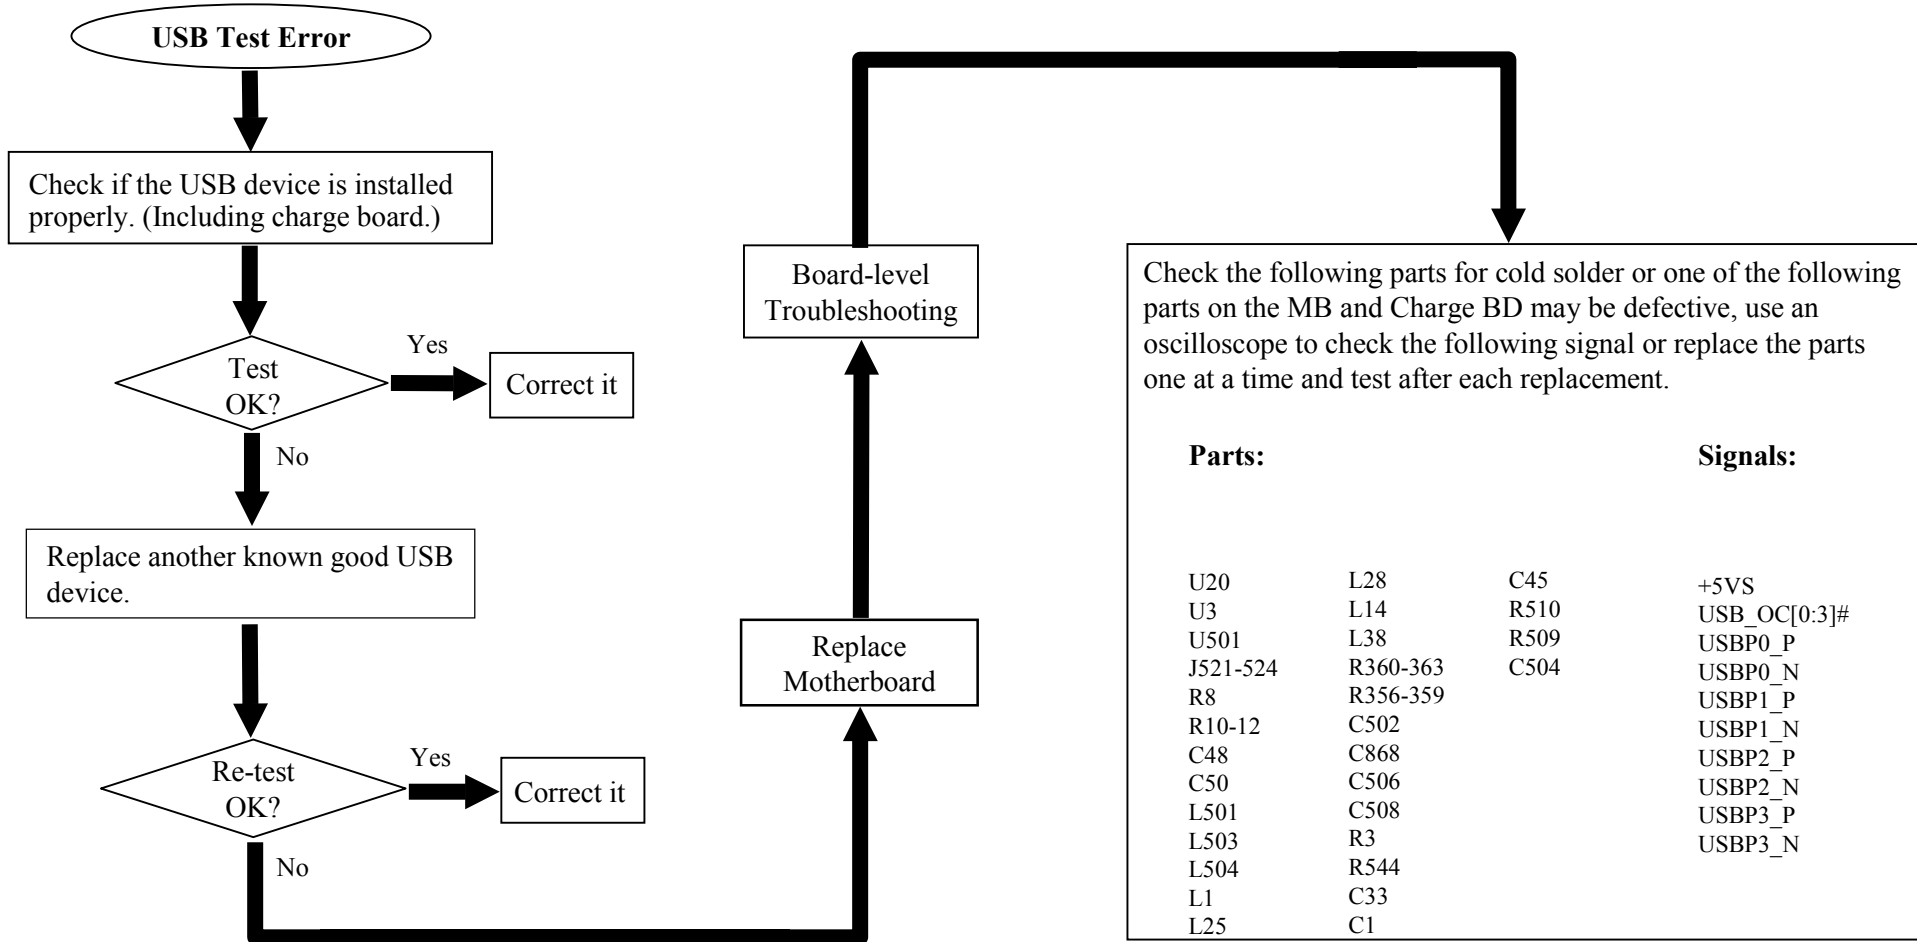 USB Test Error
Check if the USB device is installed
properly. (Including charge board.)
Test
OK?
Yes
Correct it
No
Replace another known good USB
device.
Re-test
OK?
Yes
Correct it
No
Replace
Motherboard
Board-level
Troubleshooting
Check the following parts for cold solder or one of the following
parts on the MB and Charge BD may be defective, use an
oscilloscope to check the following signal or replace the parts
one at a time and test after each replacement.
Parts:
U20
U3
U501
J521-524
R8
R10-12
C48
C50
L501
L503
L504
L1
L25
L28
L14
L38
R360-363
R356-359
C502
C868
C506
C508
R3
R544
C33
C1
C45
R510
R509
C504
Signals:
+5VS
USB_OC[0:3]#
USBP0_P
USBP0_N
USBP1_P
USBP1_N
USBP2_P
USBP2_N
USBP3_P
USBP3_N